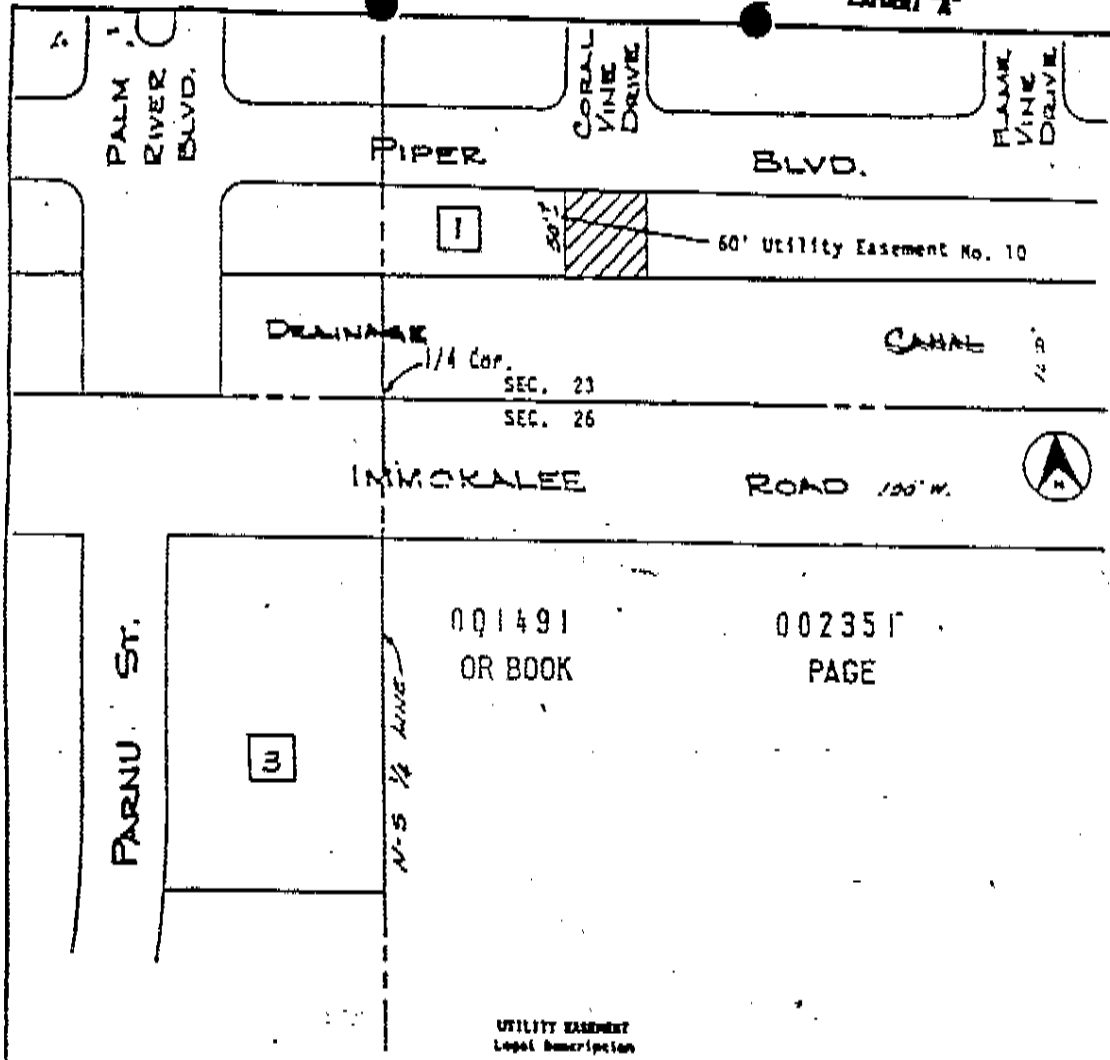 EXHIBIT "A"
PALM
RIVER
BLVD.
CORAL
VINE
DRIVE
FLAME
VINE
DRIVE
PIPER BLVD.
1
60' Utility Easement No. 10
DRAINAGE CANAL
1/4 Cor.
SEC. 23
SEC. 26
IMMOKALEE ROAD 100' W.
N
001491 002351
OR BOOK PAGE
PARNU ST.
3
N-S 1/4 LINE
UTILITY EASEMENT
Legal Description